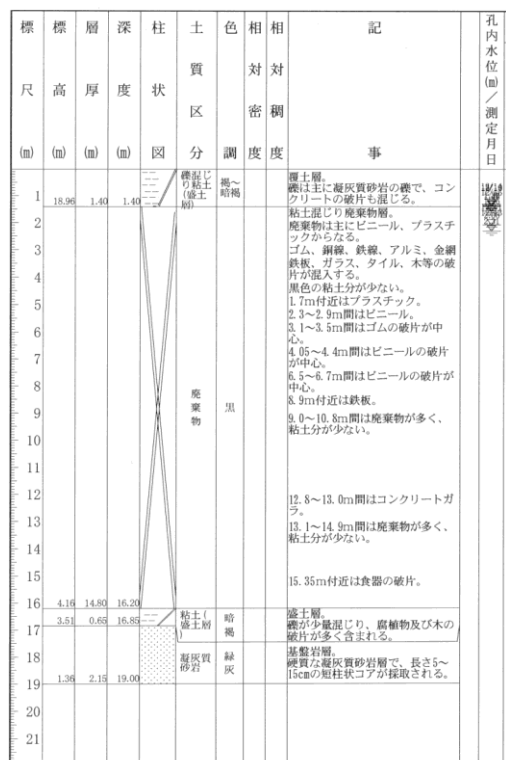 標尺(m)
標高(m)
層厚(m)
深度(m)
柱状図
土質区分
色調
相対密度
相対稠度
記事
孔内水位(m)/測定月日
1
2
3
4
5
6
7
8
9
10
11
12
13
14
15
16
17
18
19
20
21
18.96 1.40 1.40
礫混じ
り粘土
(盛土
層)
褐～
暗褐
覆土層。
礫は主に凝灰質砂岩の礫で、コン
クリートの破片も混じる。
廃棄物
黒
粘土混じり廃棄物層。
廃棄物は主にビニール、プラスチ
ックからなる。
ゴム、銅線、鉄線、アルミ、金網
鉄板、ガラス、タイル、木等の破
片が混入する。
黒色の粘土分が少ない。
1.7m付近はプラスチック。
2.3～2.9m間はビニール。
3.1～3.5m間はゴムの破片が中
心。
4.05～4.4m間はビニールの破片
が中心。
6.5～6.7m間はビニールの破片が
中心。
8.9m付近は鉄板。
9.0～10.8m間は廃棄物が多く、
粘土分が少ない。
12.8～13.0m間はコンクリートガ
ラ。
13.1～14.9m間は廃棄物が多く、
粘土分が少ない。
15.35m付近は食器の破片。
4.16 14.80 16.20
3.51 0.65 16.85
粘土(
盛土層
)
暗
褐
盛土層。
礫が少量混じり、腐植物及び木の
破片が多く含まれる。
凝灰質
砂岩
緑
灰
基盤岩層。
硬質な凝灰質砂岩層で、長さ5～
15cmの短柱状コアが採取される。
1.36 2.15 19.00